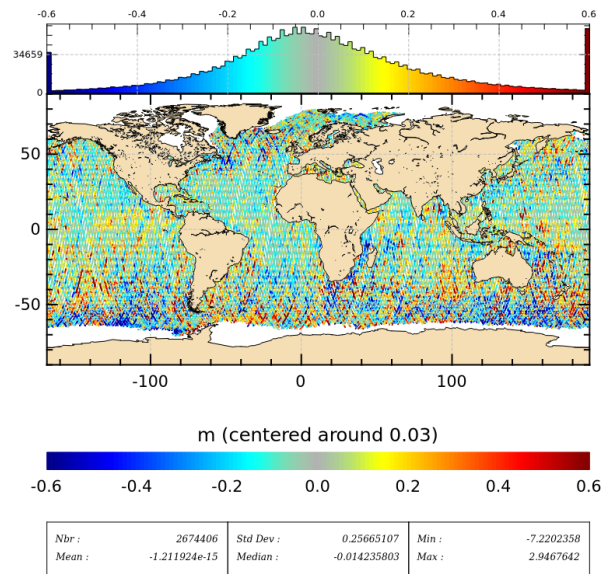 -0.6 -0.4 -0.2 0.0 0.2 0.4 0.6
34659
0
50
0
-50
-100 0 100
m (centered around 0.03)
-0.6 -0.4 -0.2 0.0 0.2 0.4 0.6
Nbr : 2674406 Std Dev : 0.25665107 Min : -7.2202358
Mean : -1.211924e-15 Median : -0.014235803 Max : 2.9467642